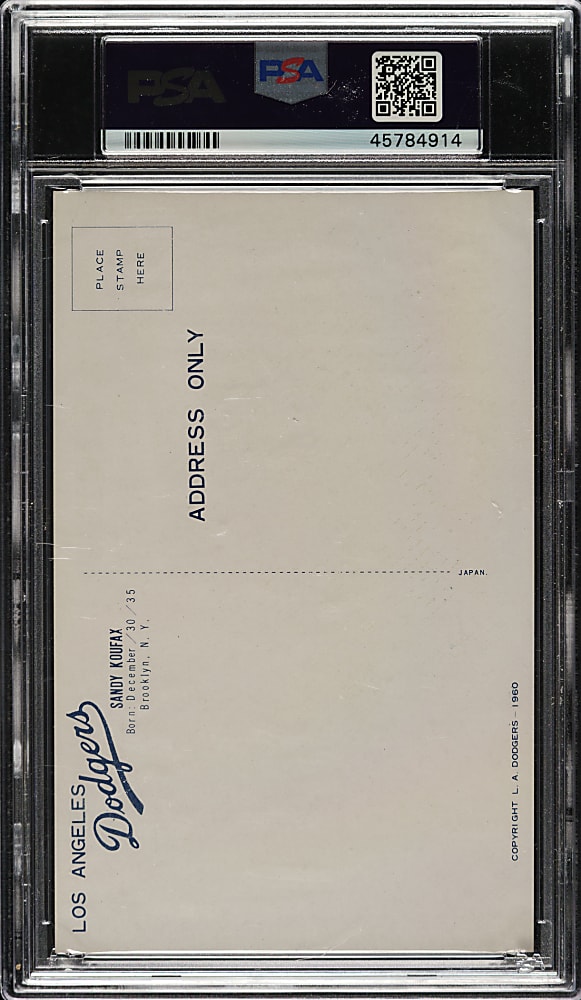 PSA
PSA
45784914
PLACE
STAMP
HERE
ADDRESS ONLY
JAPAN.
LOS ANGELES
Dodgers
SANDY KOUFAX
Born: December / 30 / 35
Brooklyn, N. Y.
COPYRIGHT L. A. DODGERS - 1960
PSA